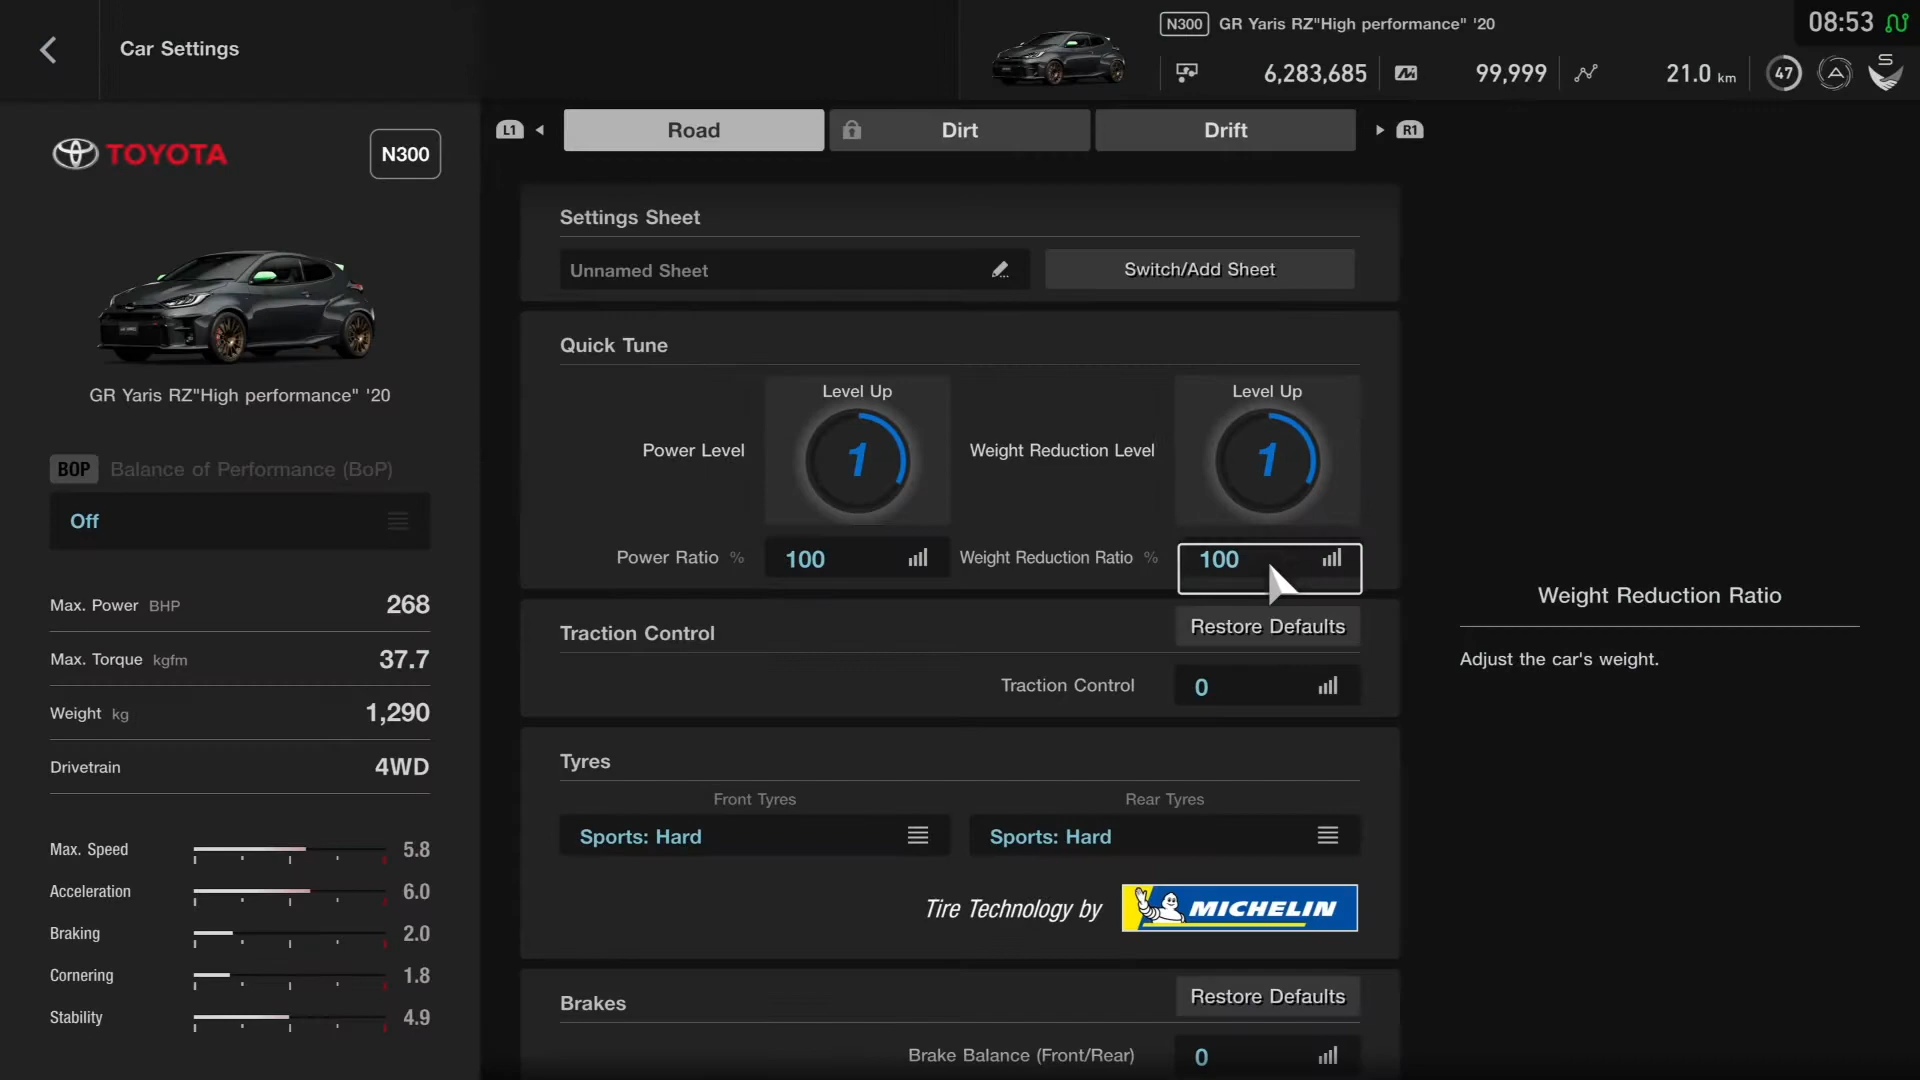 Car Settings
N300 GR Yaris RZ"High performance" '20
08:53
6,283,685
99,999
21.0 km
47
S
TOYOTA
N300
GR Yaris RZ"High performance" '20
BOP Balance of Performance (BoP)
Off
Max. Power BHP 268
Max. Torque kgfm 37.7
Weight kg 1,290
Drivetrain 4WD
Max. Speed 5.8
Acceleration 6.0
Braking 2.0
Cornering 1.8
Stability 4.9
L1 Road Dirt Drift R1
Settings Sheet
Unnamed Sheet
Switch/Add Sheet
Quick Tune
Power Level
Level Up
1
Weight Reduction Level
Level Up
1
Power Ratio % 100
Weight Reduction Ratio % 100
Traction Control
Restore Defaults
Traction Control 0
Tyres
Front Tyres
Rear Tyres
Sports: Hard
Sports: Hard
Tire Technology by MICHELIN
Brakes
Restore Defaults
Brake Balance (Front/Rear) 0
Weight Reduction Ratio
Adjust the car's weight.